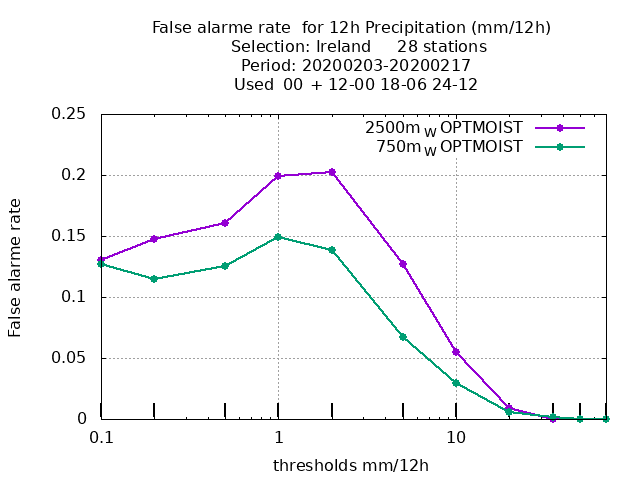 False alarme rate  for 12h Precipitation (mm/12h)
Selection: Ireland     28 stations
Period: 20200203-20200217
Used  00  + 12-00 18-06 24-12
2500m_W OPTMOIST
750m_W OPTMOIST
False alarme rate
0.25
0.2
0.15
0.1
0.05
0
0.1 1 10
thresholds mm/12h